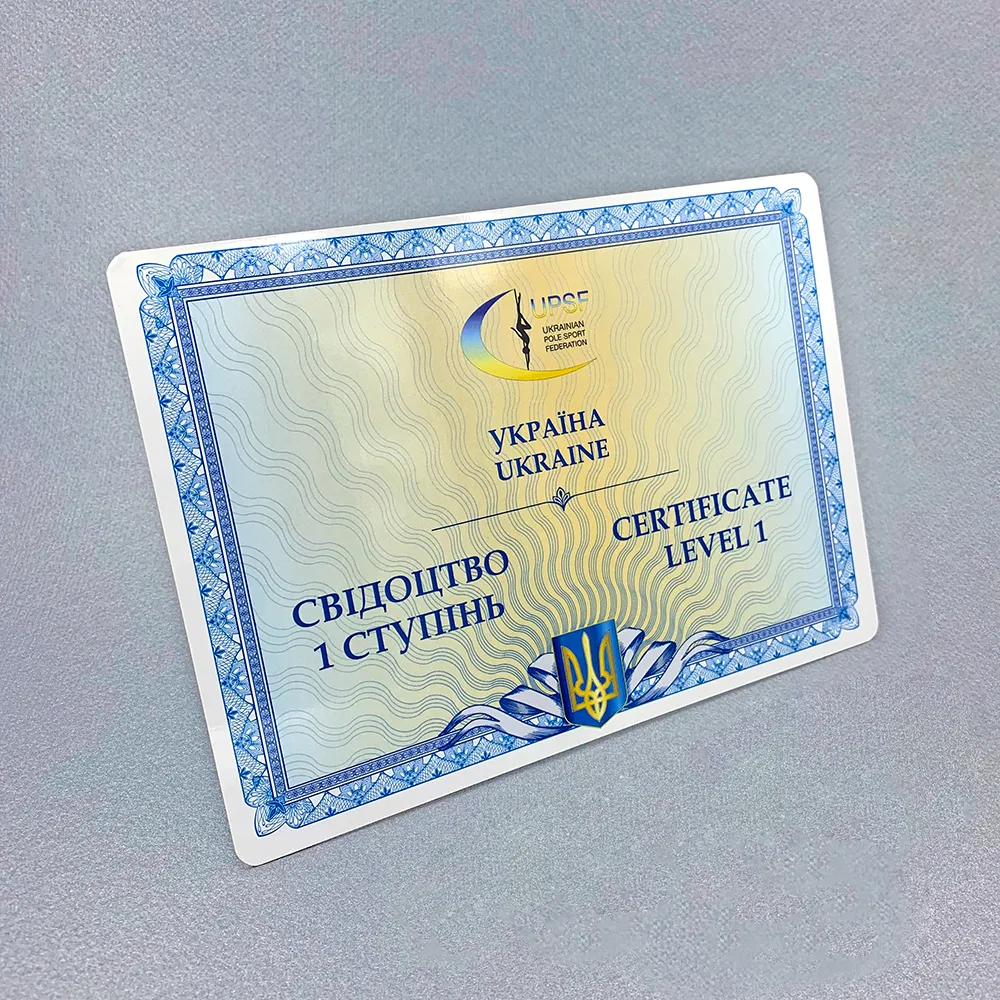 UPSF
UKRAINIAN
POLE SPORT
FEDERATION
УКРАЇНА
UKRAINE
СВІДОЦТВО
1 СТУПІНЬ
CERTIFICATE
LEVEL 1